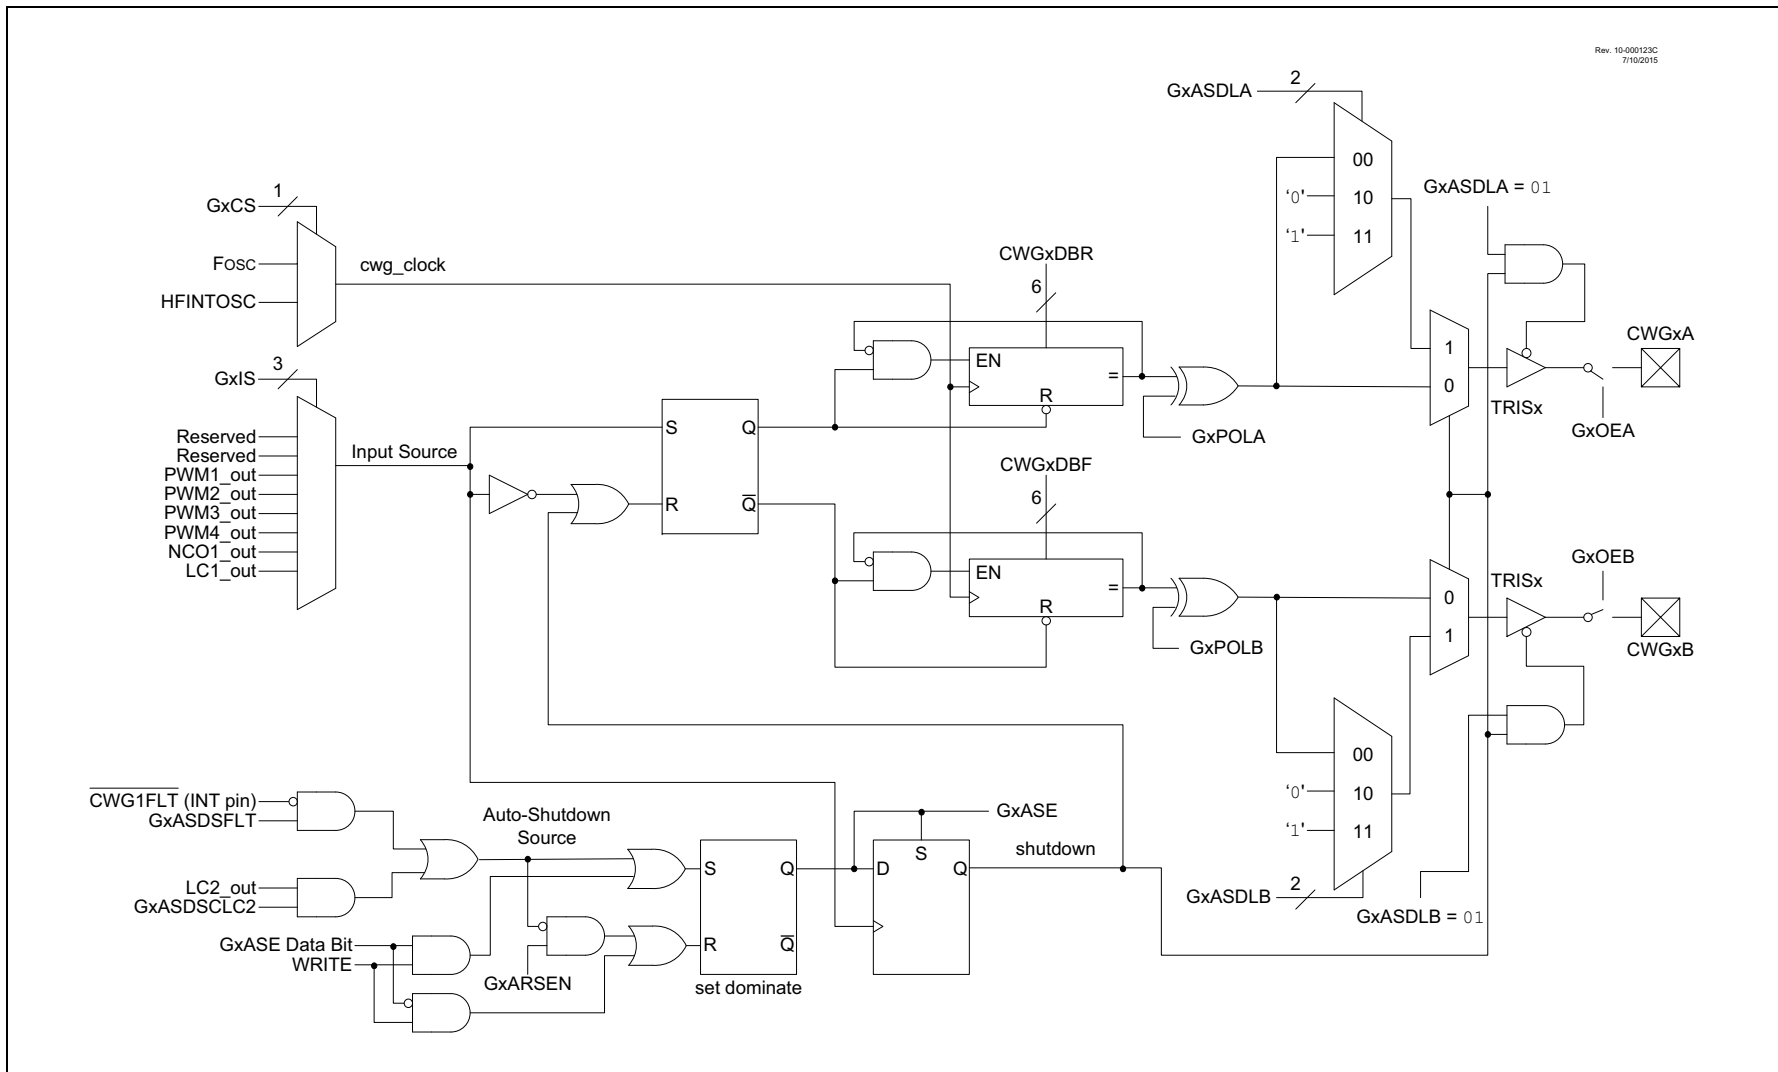 Rev. 10-000123C
7/10/2015
GxASDLA
2
00
'0'
10
'1'
11
GxASDLA = 01
GxCS
1
FOSC
HFINTOSC
cwg_clock
GxIS
3
Reserved
Reserved
PWM1_out
PWM2_out
PWM3_out
PWM4_out
NCO1_out
LC1_out
Input Source
S
Q
R
Q
CWGxDBR
6
EN
=
R
GxPOLA
1
0
TRISx
CWGxA
GxOEA
CWGxDBF
6
EN
=
R
GxPOLB
0
1
TRISx
GxOEB
CWGxB
00
‘0’
10
‘1’
11
GxASDLB
2
GxASDLB = 01
CWG1FLT (INT pin)
GxASDSFLT
LC2_out
GxASDSCLC2
Auto-Shutdown
Source
GxASE Data Bit
WRITE
GxARSEN
S
Q
R
Q
set dominate
GxASE
S
D
Q
shutdown